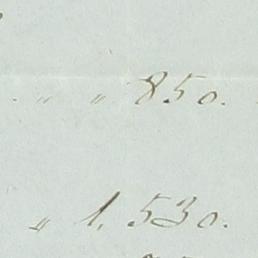 . " " 850.
" 1,530.